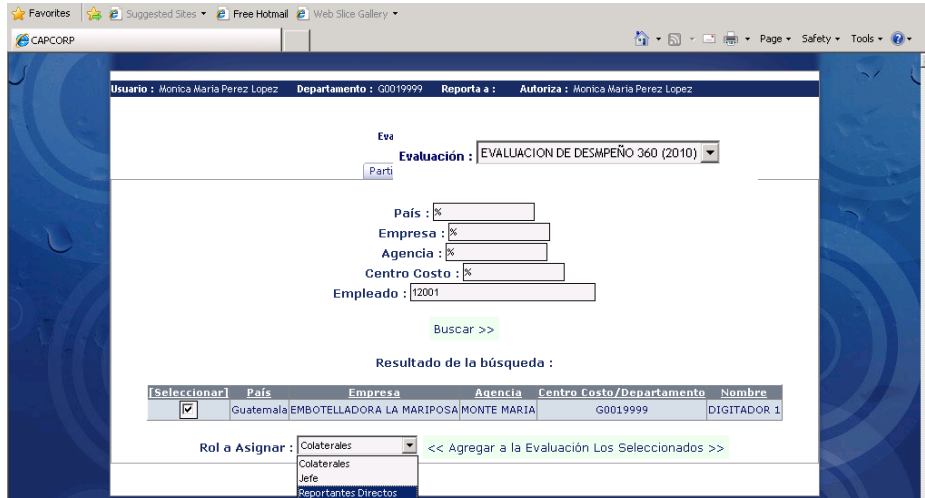 Favorites Suggested Sites Free Hotmail Web Slice Gallery
CAPCORP Page Safety Tools
Usuario : Monica Maria Perez Lopez Departamento : G0019999 Reporta a : Autoriza : Monica Maria Perez Lopez
Eva
Evaluación : EVALUACION DE DESMPEÑO 360 (2010)
Parti
País : %
Empresa : %
Agencia : %
Centro Costo : %
Empleado : 12001
Buscar >>
Resultado de la búsqueda :
[Seleccionar] País Empresa Agencia Centro Costo/Departamento Nombre
Guatemala EMBOTELLADORA LA MARIPOSA MONTE MARIA G0019999 DIGITADOR 1
Rol a Asignar : Colaterales << Agregar a la Evaluación Los Seleccionados >>
Colaterales
Jefe
Reportantes Directos